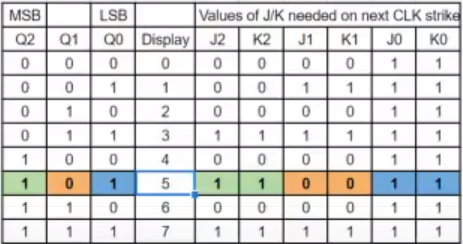 MSB LSB Values of J/K needed on next CLK strike
Q2 Q1 Q0 Display J2 K2 J1 K1 J0 K0
0 0 0 0 0 0 0 0 1 1
0 0 1 1 0 0 1 1 1 1
0 1 0 2 0 0 0 0 1 1
0 1 1 3 1 1 1 1 1 1
1 0 0 4 0 0 0 0 1 1
1 0 1 5 1 1 0 0 1 1
1 1 0 6 0 0 0 0 1 1
1 1 1 7 1 1 1 1 1 1